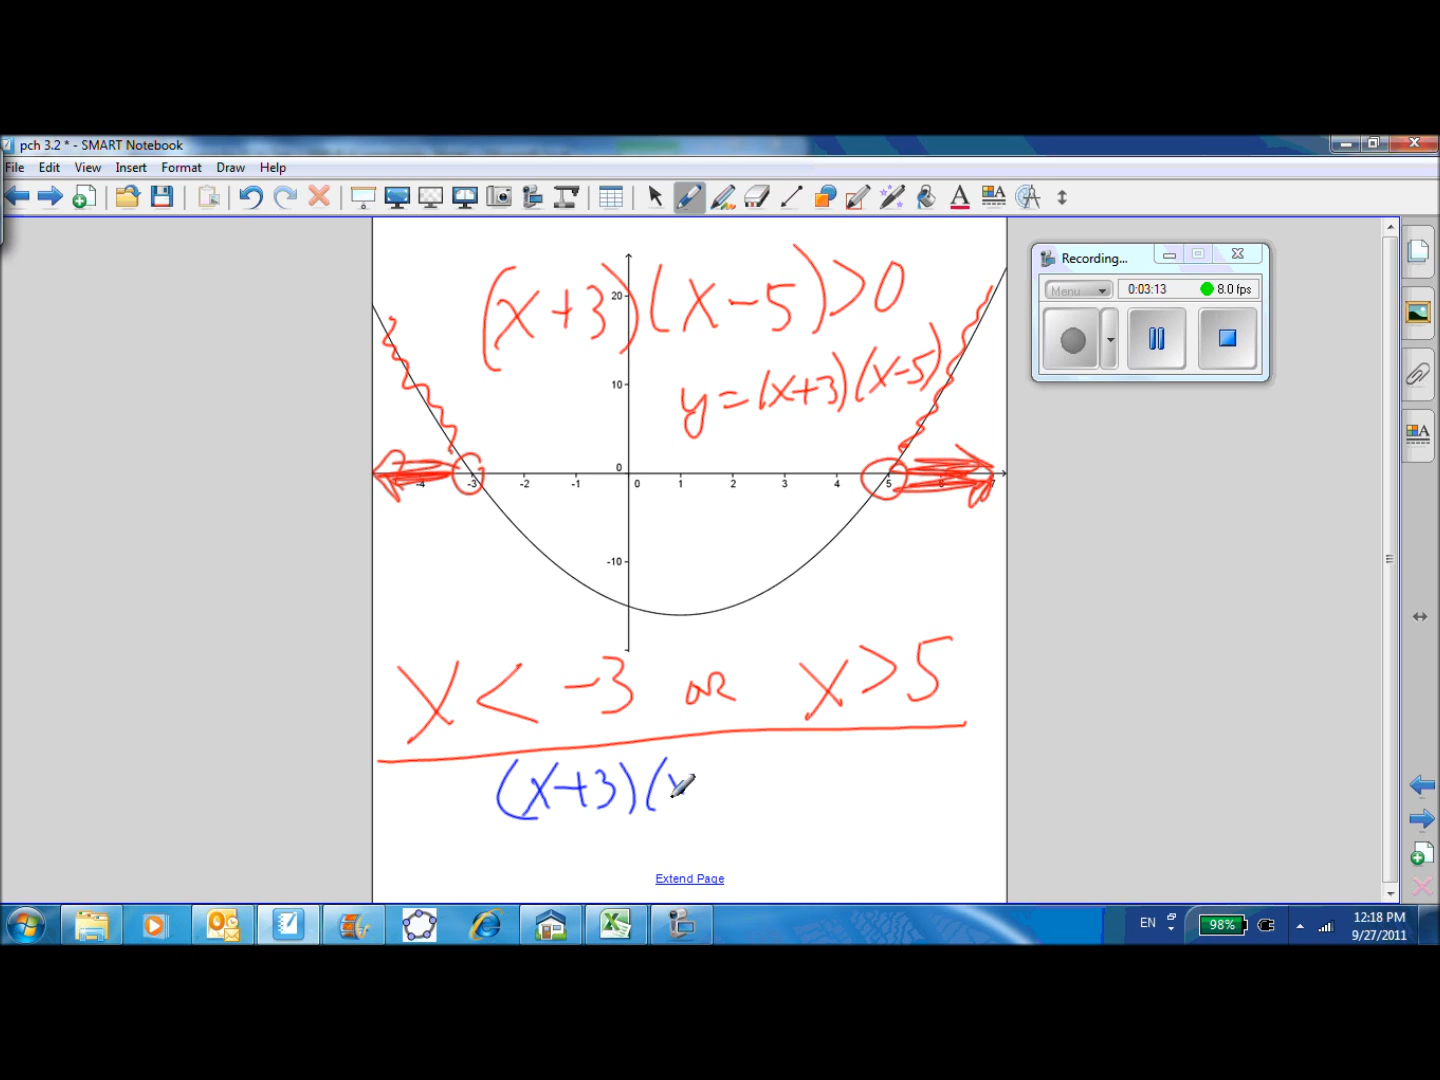 pch 3.2 * - SMART Notebook
File Edit View Insert Format Draw Help
Recording...
Menu 0:03:13 8.0 fps
(x+3)(x-5)>0
y=(x+3)(x-5)
20
10
0
-4 -3 -2 -1 0 1 2 3 4 5 6 7
-10
x < -3 or x > 5
(x+3)(
Extend Page
EN 98% 12:18 PM
9/27/2011